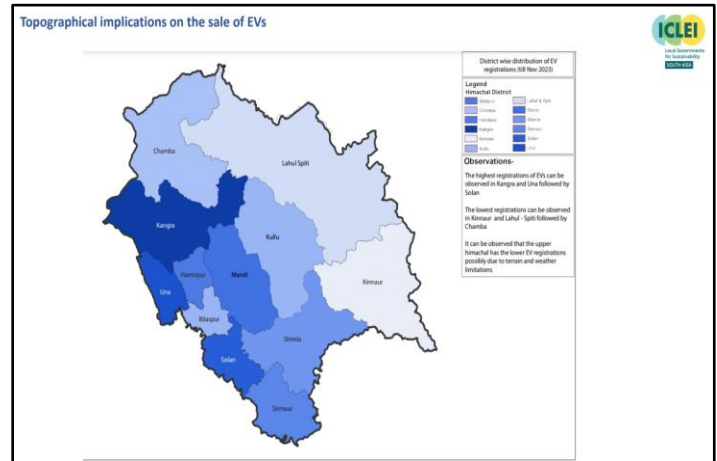 Topographical implications on the sale of EVs
ICLEI
Local Governments
for Sustainability
SOUTH ASIA
District wise distribution of EV
registrations (till Nov 2023)
Legend
Himachal District
Bilaspur Lahul & Spiti
Chamba Mandi
Hamirpur Shimla
Kangra Sirmaur
Kinnaur Solan
Kullu Una
Observations-
The highest registrations of EVs can be
observed in Kangra and Una followed by
Solan
The lowest registrations can be observed
in Kinnaur and Lahul - Spiti followed by
Chamba
It can be observed that the upper
himachal has the lower EV registrations
possibly due to terrain and weather
limitations
Chamba
Lahul Spiti
Kangra
Kullu
Kinnaur
Una
Hamirpur
Mandi
Bilaspur
Shimla
Solan
Sirmaur